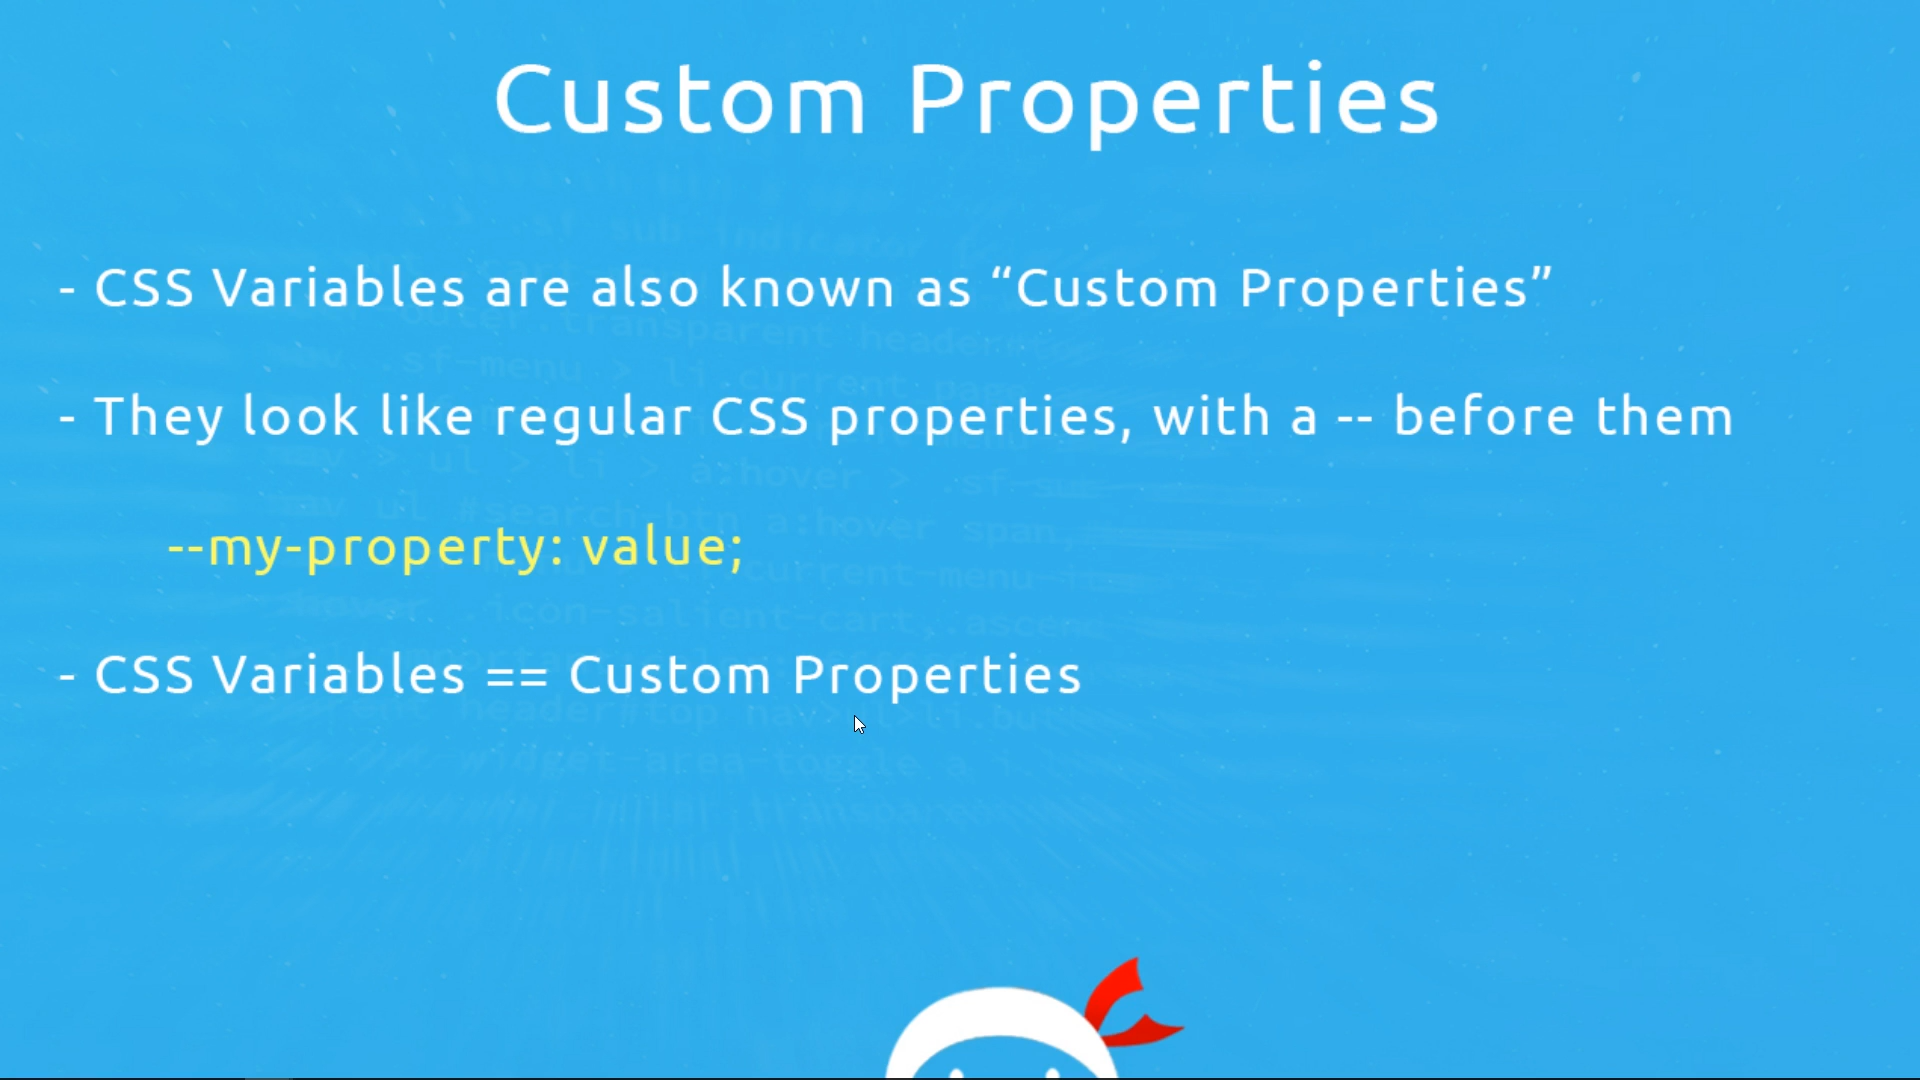 Custom Properties
- CSS Variables are also known as “Custom Properties”
- They look like regular CSS properties, with a -- before them
--my-property: value;
- CSS Variables == Custom Properties